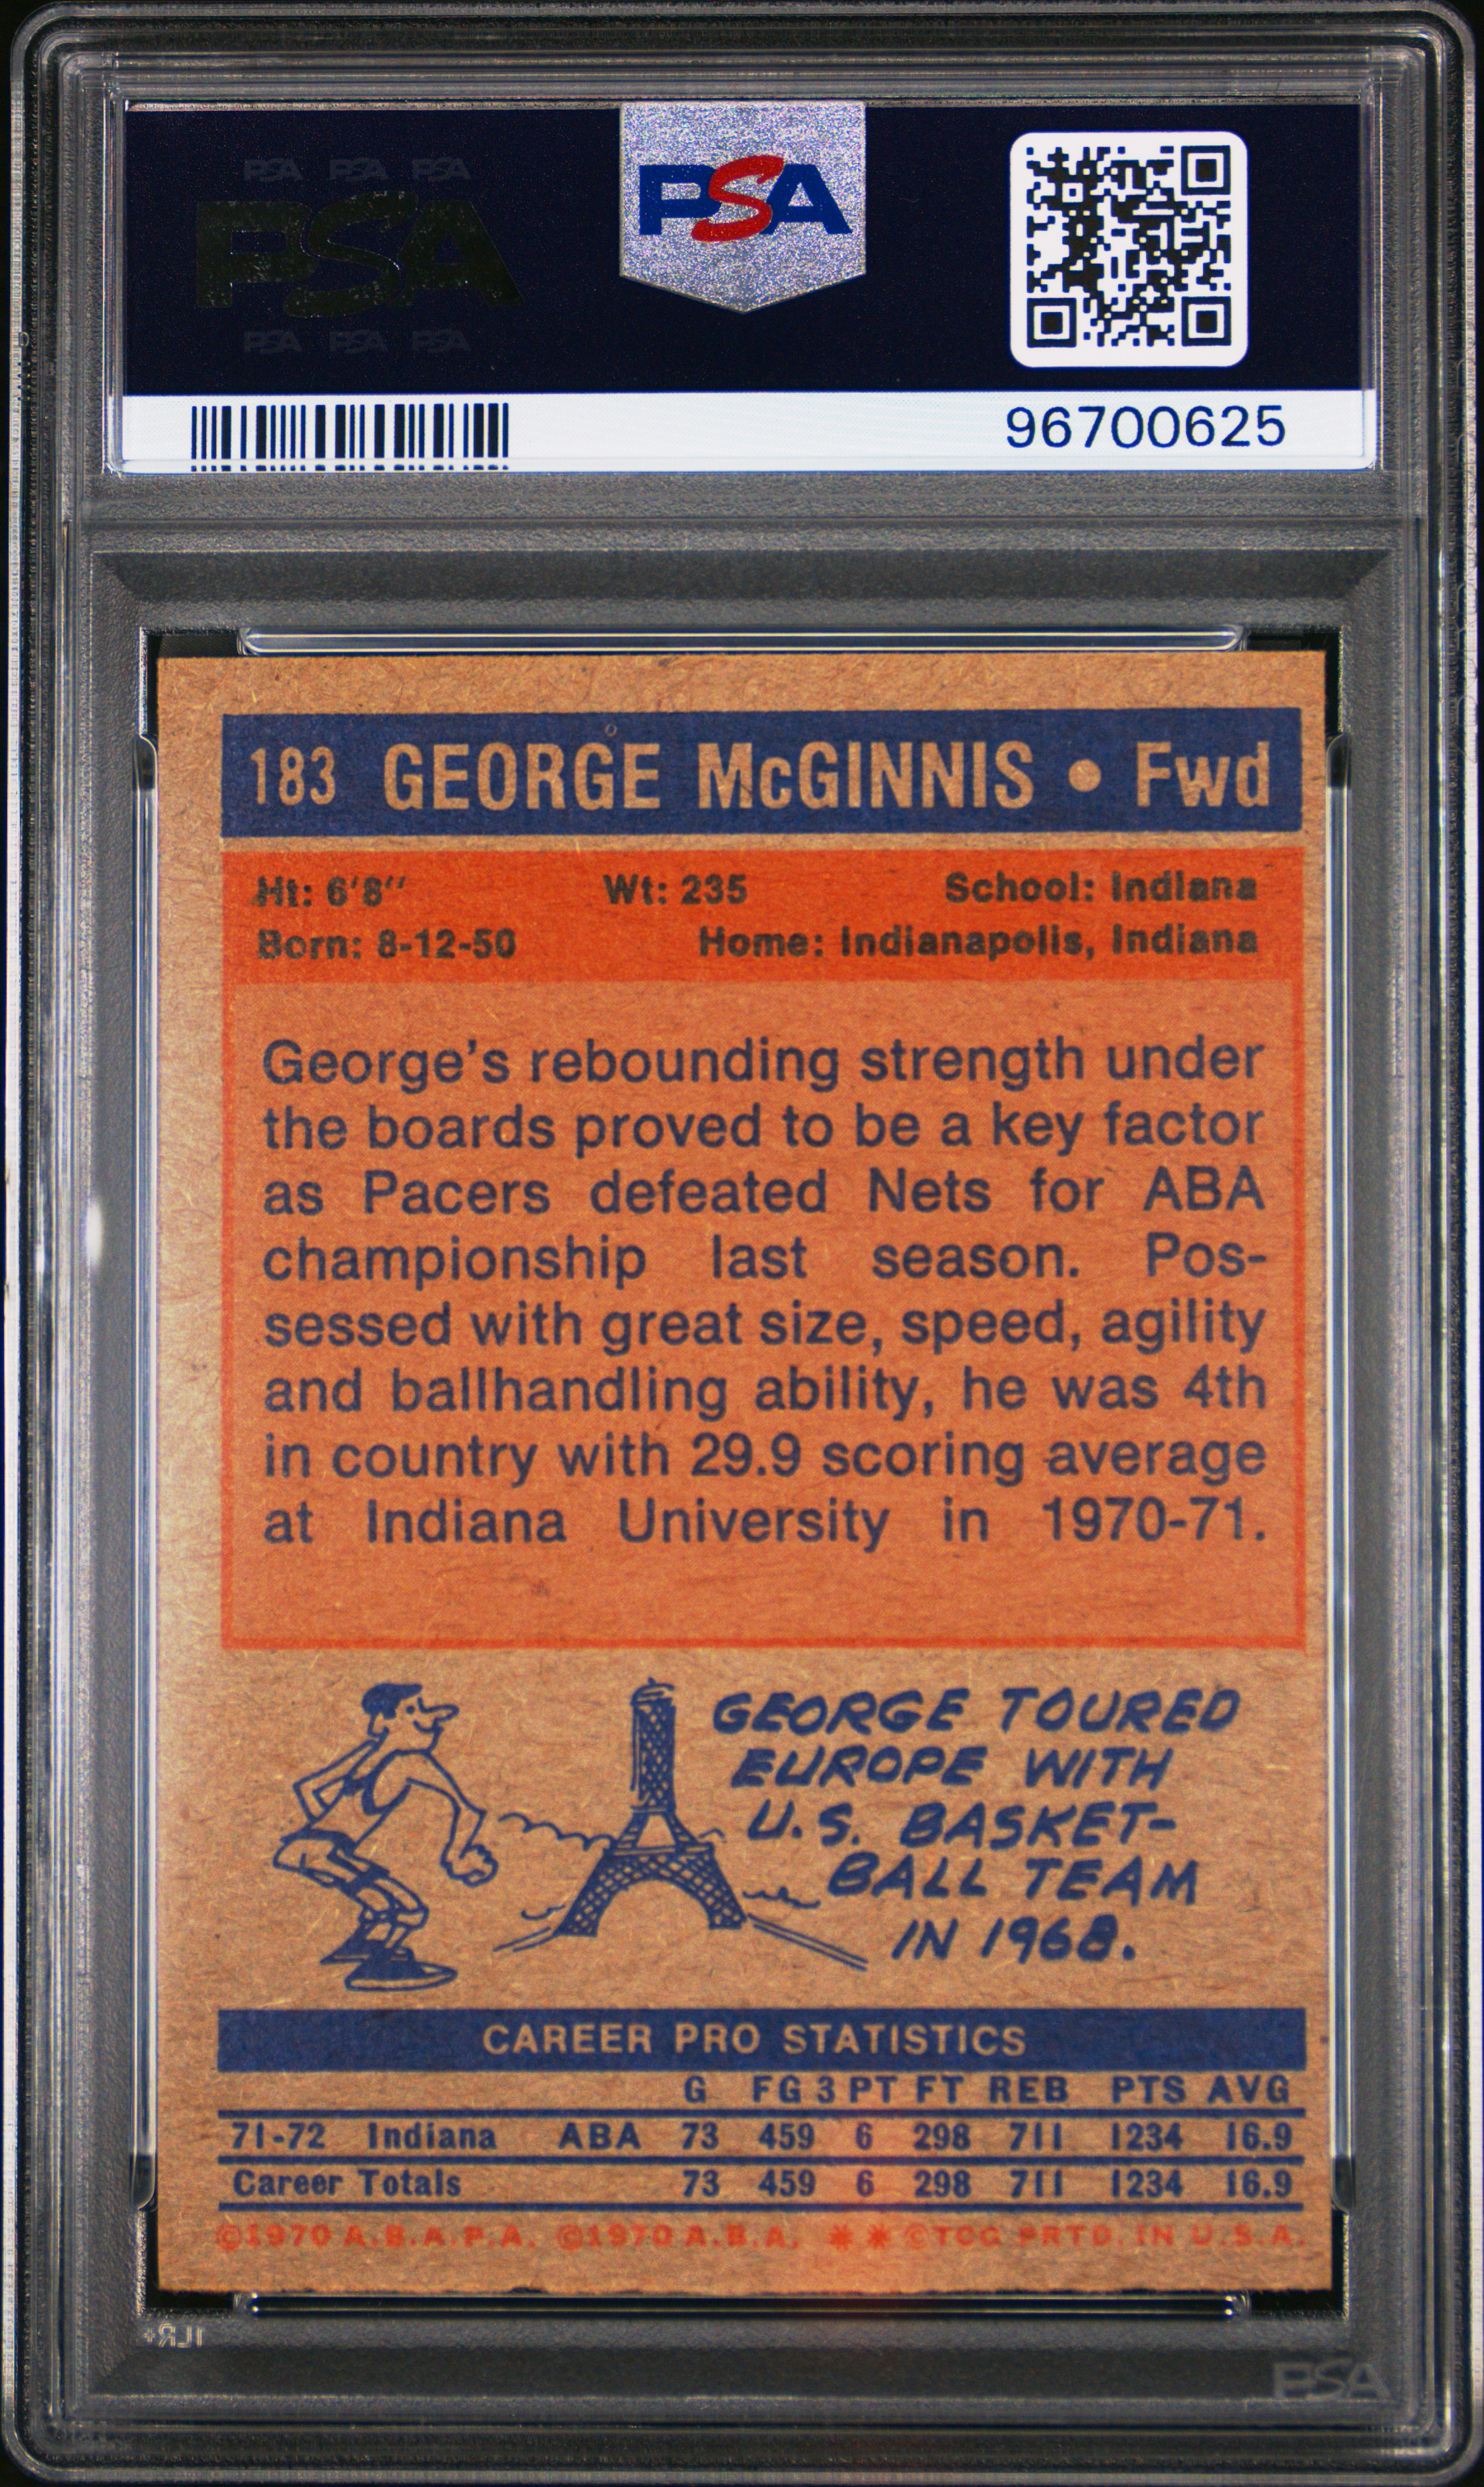 PSA PSA PSA
PSA
PSA PSA PSA
PSA
96700625
183 GEORGE McGINNIS • Fwd
Ht: 6'8" Wt: 235 School: Indiana
Born: 8-12-50 Home: Indianapolis, Indiana
George's rebounding strength under
the boards proved to be a key factor
as Pacers defeated Nets for ABA
championship last season. Pos-
sessed with great size, speed, agility
and ballhandling ability, he was 4th
in country with 29.9 scoring average
at Indiana University in 1970-71.
GEORGE TOURED
EUROPE WITH
U.S. BASKET-
BALL TEAM
IN 1968.
CAREER PRO STATISTICS
G FG 3 PT FT REB PTS AVG
71-72 Indiana ABA 73 459 6 298 711 1234 16.9
Career Totals 73 459 6 298 711 1234 16.9
©1970 A.B.A.P.A. ©1970 A.B.A. ** ©TCG PRTD. IN U.S.A.
PSA